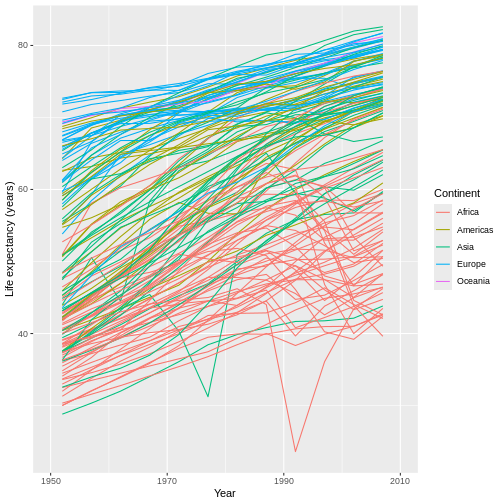 80
60
40
1950
1970
1990
2010
Year
Life expectancy (years)
Continent
Africa
Americas
Asia
Europe
Oceania